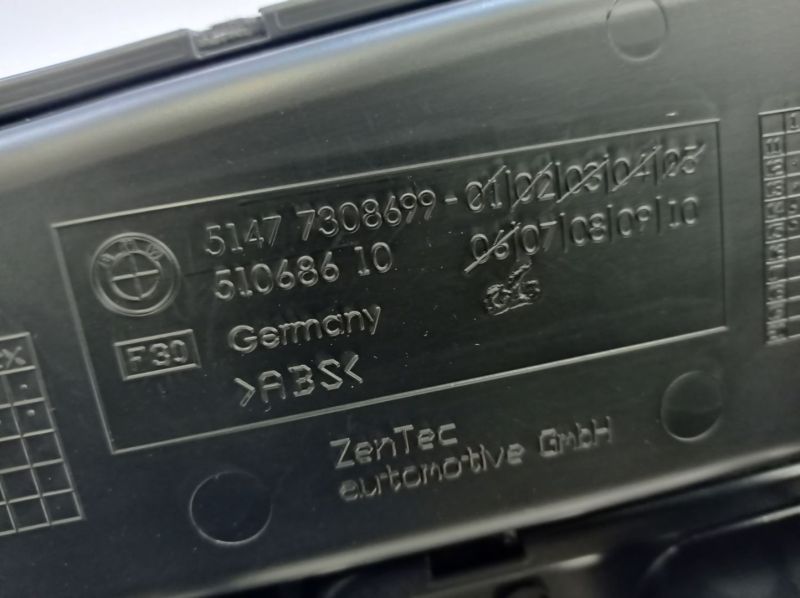 BMW
5147 7308699-01|02|03|04|05
510686 10 06|07|08|09|10
F30 Germany
>ABS<
ZenTec
automotive GmbH